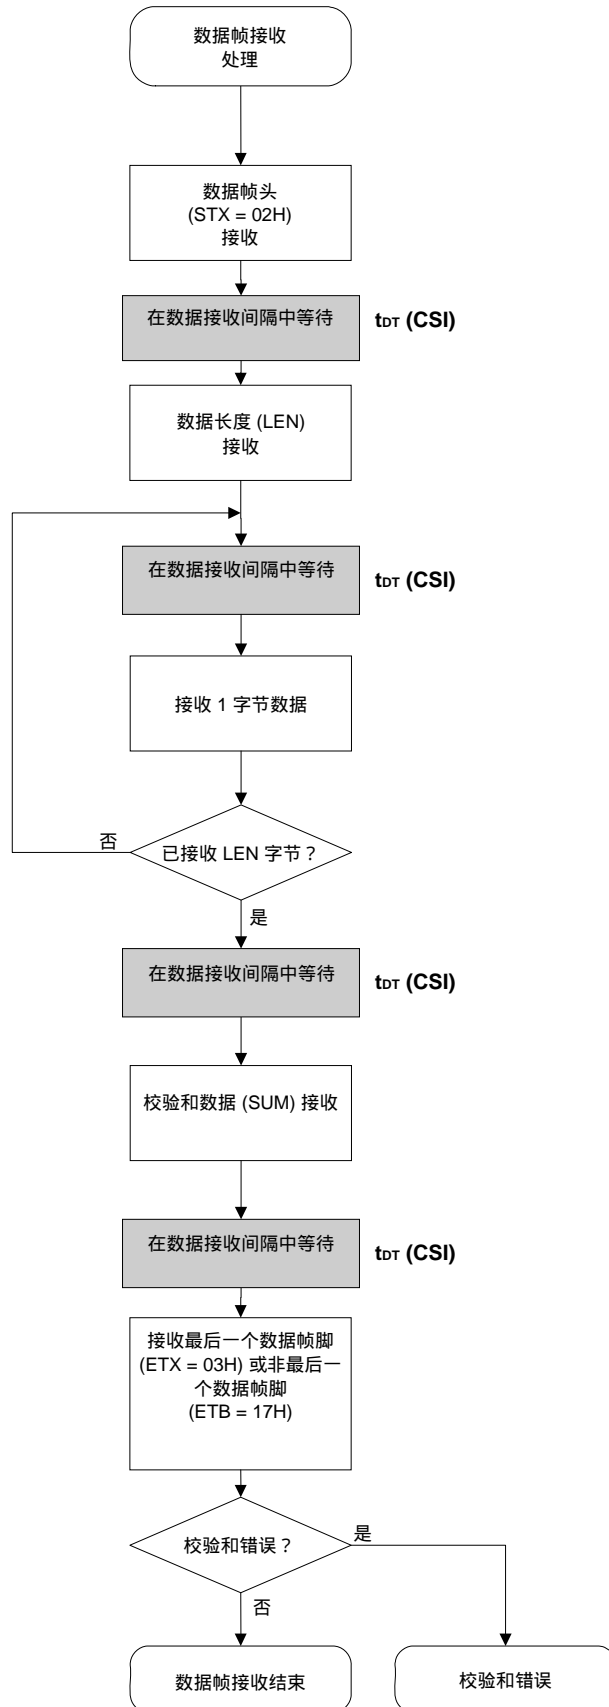 数据帧接收
处理
数据帧头
(STX = 02H)
接收
在数据接收间隔中等待
tDT (CSI)
数据长度 (LEN)
接收
在数据接收间隔中等待
tDT (CSI)
接收 1 字节数据
否
已接收 LEN 字节？
是
在数据接收间隔中等待
tDT (CSI)
校验和数据 (SUM) 接收
在数据接收间隔中等待
tDT (CSI)
接收最后一个数据帧脚
(ETX = 03H) 或非最后一
个数据帧脚
(ETB = 17H)
校验和错误？
是
否
数据帧接收结束
校验和错误